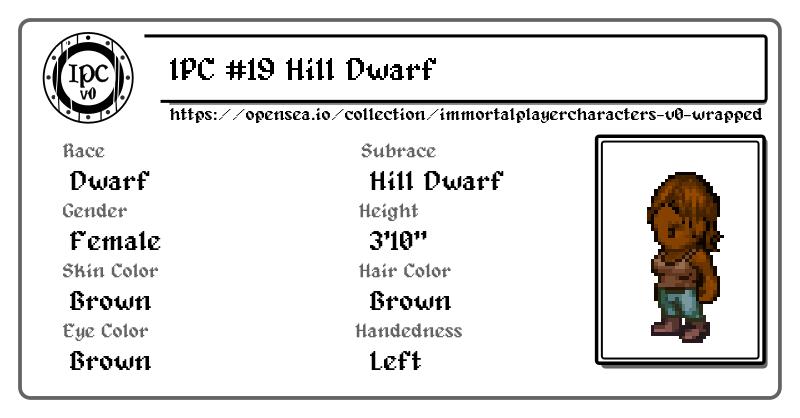 IPC
v0
IPC #19 Hill Dwarf
https://opensea.io/collection/immortalplayercharacters-v0-wrapped
Race
Dwarf
Subrace
Hill Dwarf
Gender
Female
Height
3'10"
Skin Color
Brown
Hair Color
Brown
Eye Color
Brown
Handedness
Left